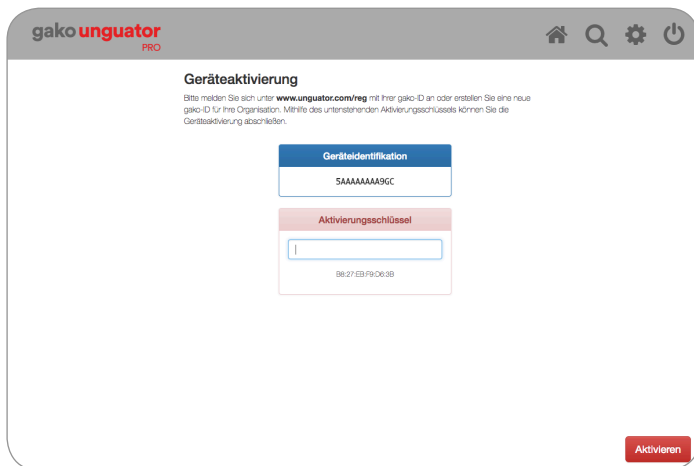 gako unguator
PRO
Geräteaktivierung
Bitte melden Sie sich unter www.unguator.com/reg mit Ihrer gako-ID an oder erstellen Sie eine neue
gako-ID für Ihre Organisation. Mithilfe des untenstehenden Aktivierungsschlüssels können Sie die
Geräteaktivierung abschließen.
Geräteidentifikation
5AAAAAAAA9GC
Aktivierungsschlüssel
B8:27:EB:F9:D6:3B
Aktivieren